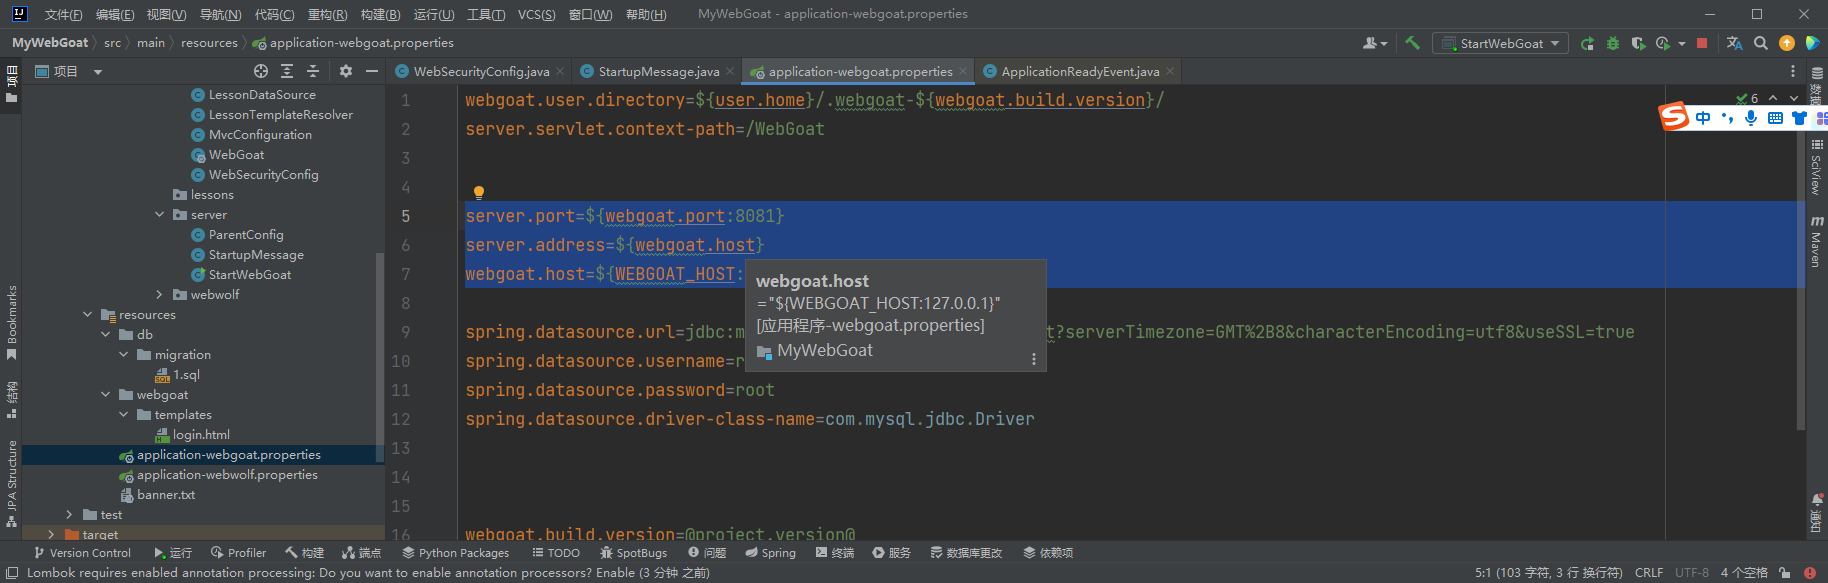 文件(F) 编辑(E) 视图(V) 导航(N) 代码(C) 重构(R) 构建(B) 运行(U) 工具(T) VCS(S) 窗口(W) 帮助(H) MyWebGoat - application-webgoat.properties
MyWebGoat src main resources application-webgoat.properties StartWebGoat
项目
WebSecurityConfig.java StartupMessage.java application-webgoat.properties ApplicationReadyEvent.java
项目
LessonDataSource
LessonTemplateResolver
MvcConfiguration
WebGoat
WebSecurityConfig
lessons
server
ParentConfig
StartupMessage
StartWebGoat
webwolf
resources
db
migration
1.sql
webgoat
templates
login.html
application-webgoat.properties
application-webwolf.properties
banner.txt
test
target
Bookmarks
结构
JPA Structure
1 webgoat.user.directory=${user.home}/.webgoat-${webgoat.build.version}/
2 server.servlet.context-path=/WebGoat
3
4
5 server.port=${webgoat.port:8081}
6 server.address=${webgoat.host}
7 webgoat.host=${WEBGOAT_HOST:
8
9 spring.datasource.url=jdbc:m t?serverTimezone=GMT%2B8&characterEncoding=utf8&useSSL=true
10 spring.datasource.username=r
11 spring.datasource.password=root
12 spring.datasource.driver-class-name=com.mysql.jdbc.Driver
13
14
15
16 webgoat.build.version=@project.version@
webgoat.host
="${WEBGOAT_HOST:127.0.0.1}"
[应用程序-webgoat.properties]
MyWebGoat
6
中
SciView
Maven
通知
Version Control 运行 Profiler 构建 端点 Python Packages TODO SpotBugs 问题 Spring 终端 服务 数据库更改 依赖项
Lombok requires enabled annotation processing: Do you want to enable annotation processors? Enable (3 分钟 之前) 5:1 (103 字符, 3 行 换行符) CRLF UTF-8 4 个空格